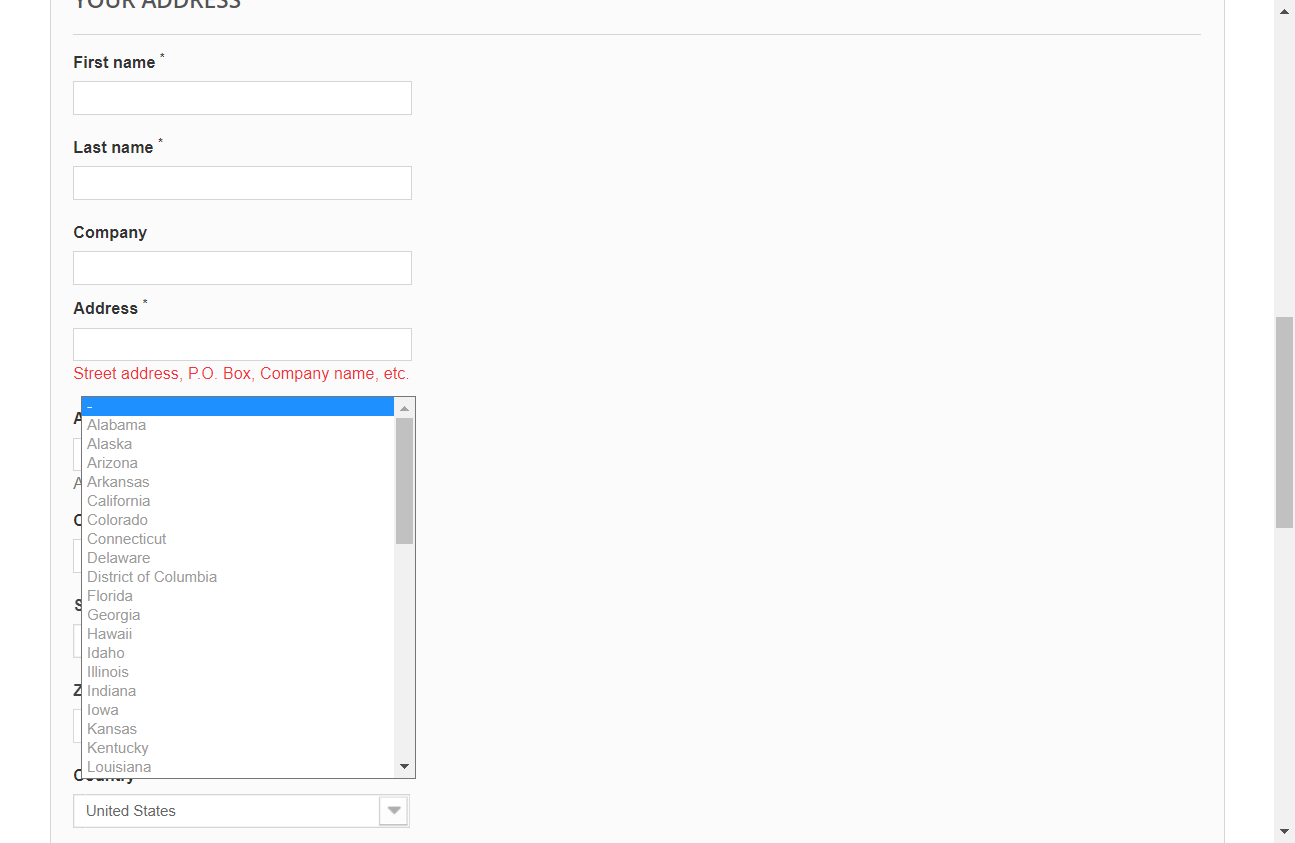 YOUR ADDRESS
First name *
Last name *
Company
Address *
Street address, P.O. Box, Company name, etc.
-
Alabama
Alaska
Arizona
Arkansas
California
Colorado
Connecticut
Delaware
District of Columbia
Florida
Georgia
Hawaii
Idaho
Illinois
Indiana
Iowa
Kansas
Kentucky
Louisiana
Country
United States